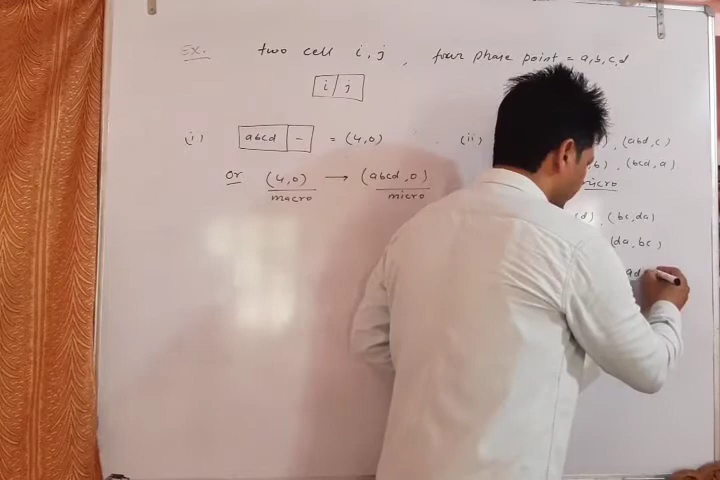 Ex. two cell i, j , four phase point = a,b,c,d
i j
(i) abcd - = (4,0) (ii) , (abd, c)
,b) , (bcd, a)
Or (4,0) → (abcd, 0)
macro micro micro
d) , (bc, da)
(da, bc)
ad